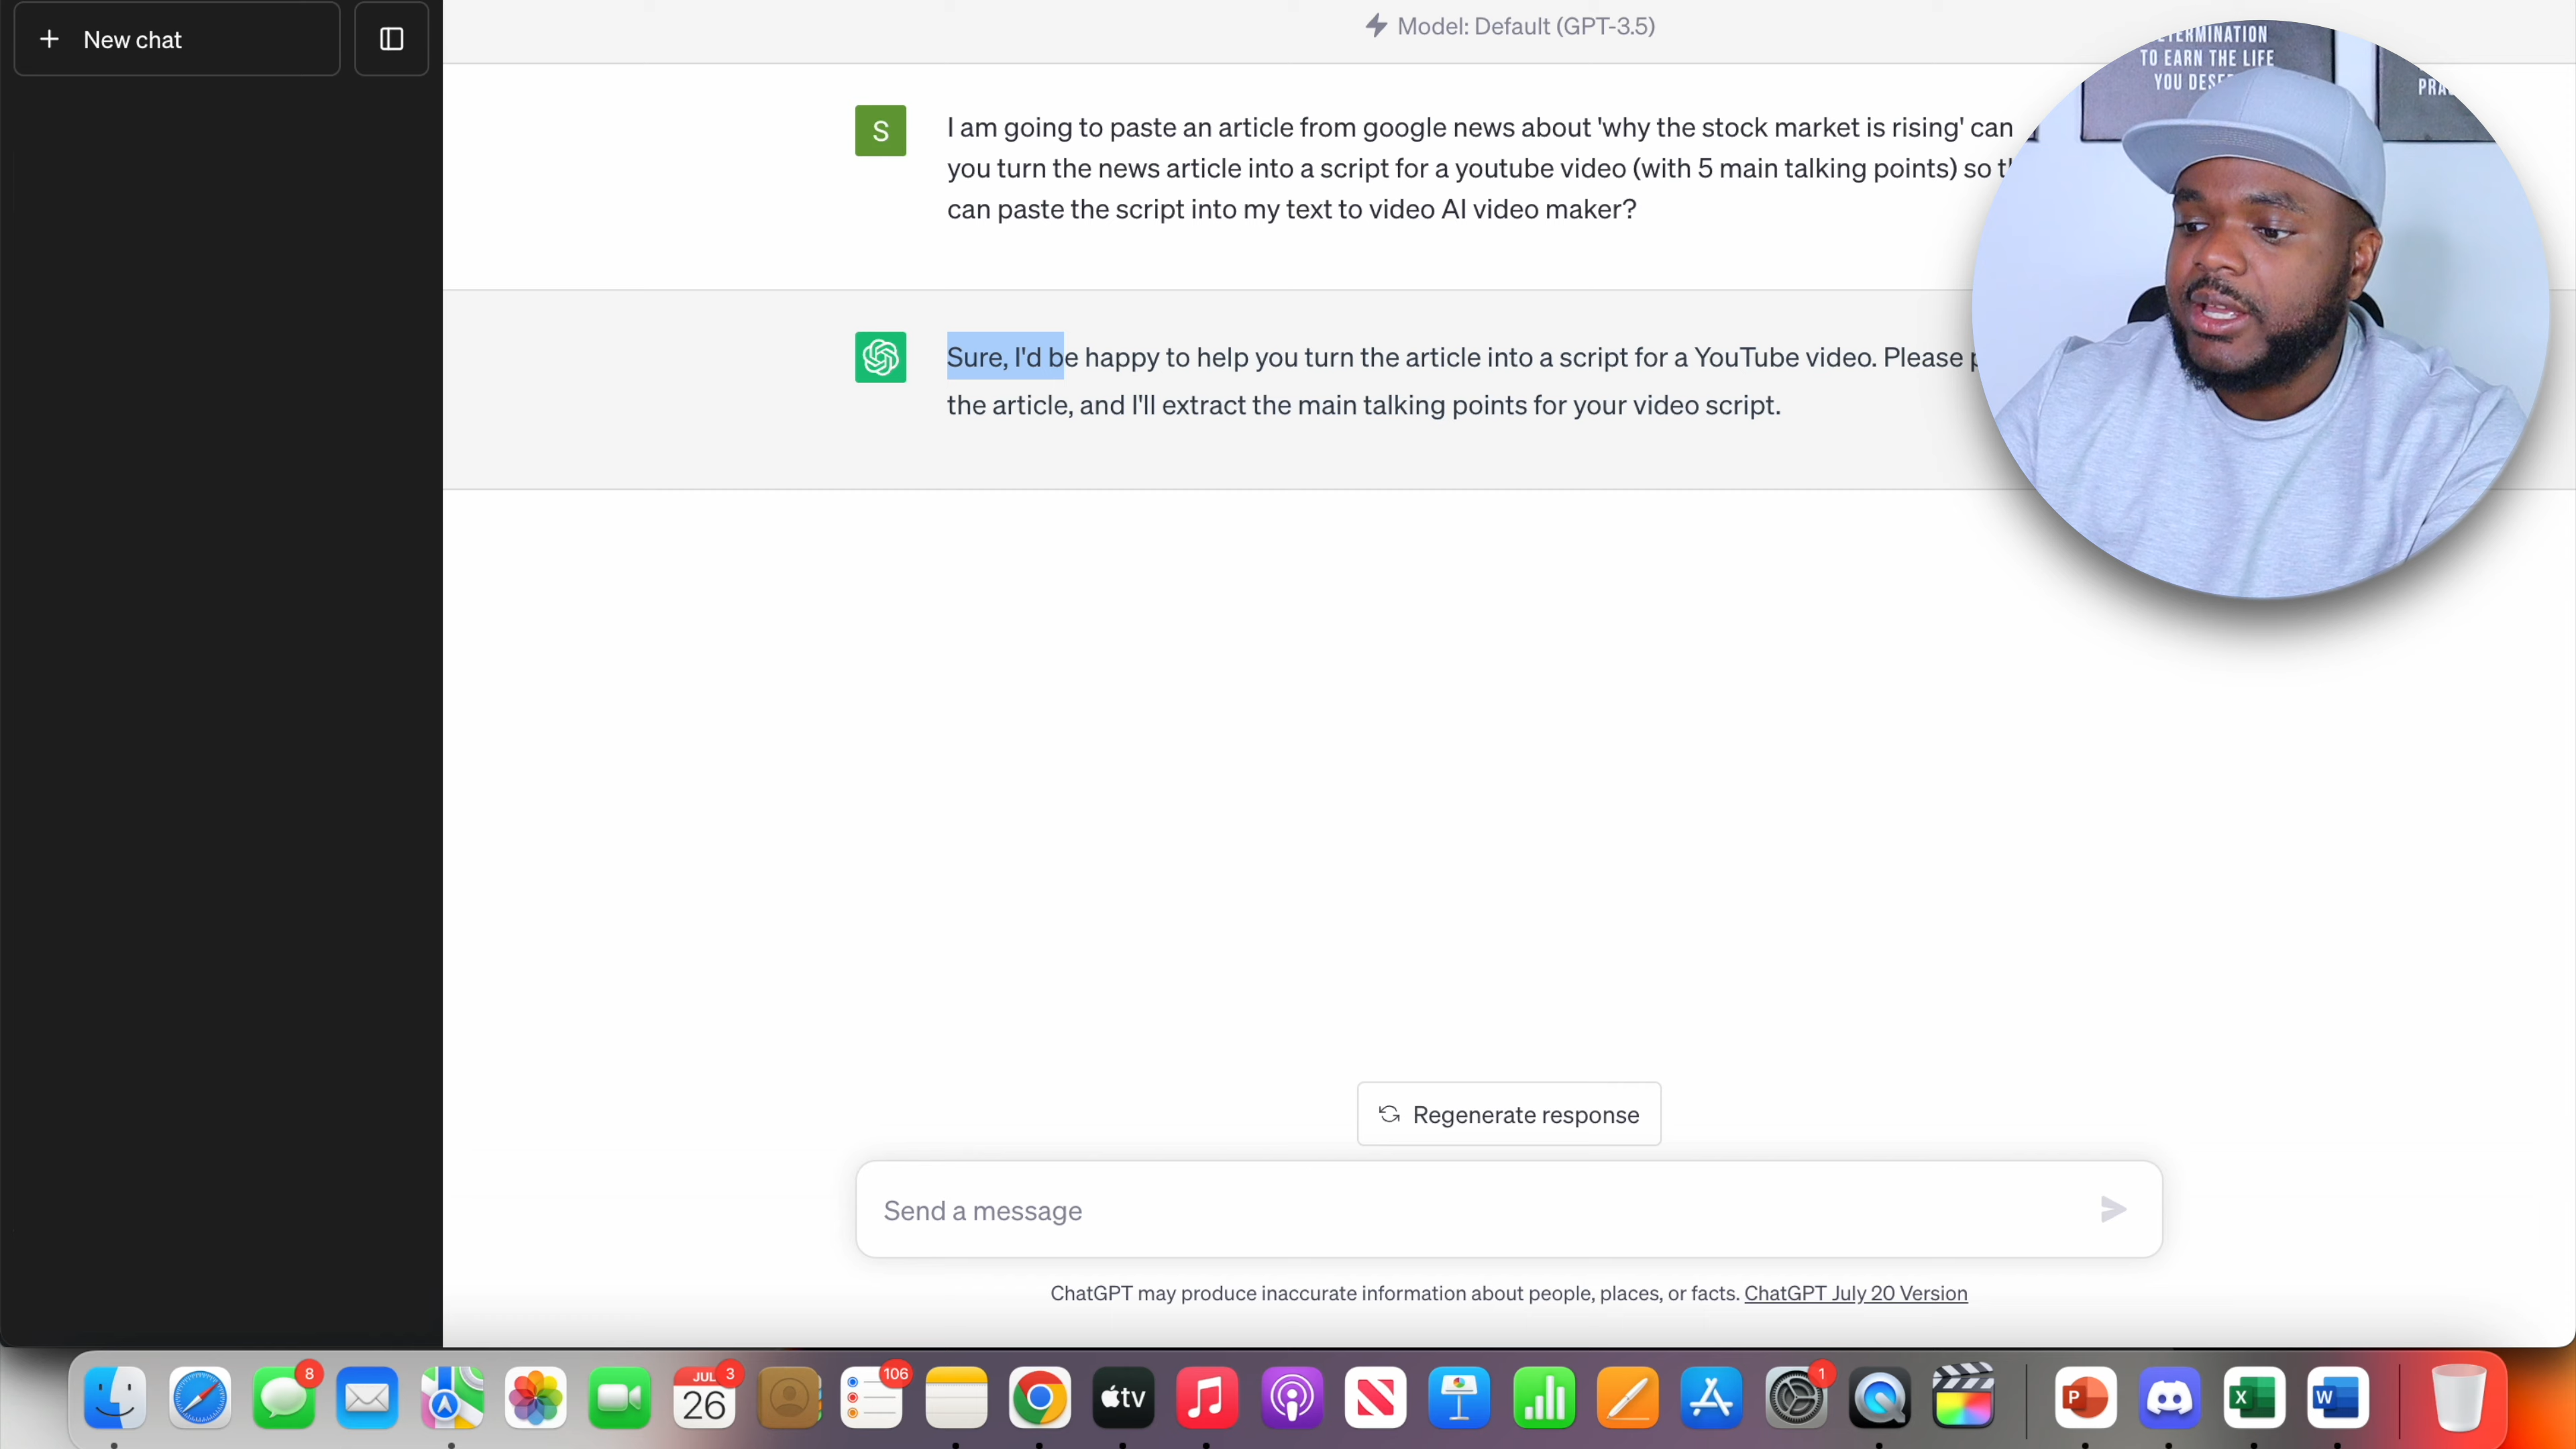 New chat
Model: Default (GPT-3.5)
S
I am going to paste an article from google news about 'why the stock market is rising' can
you turn the news article into a script for a youtube video (with 5 main talking points) so
can paste the script into my text to video AI video maker?
Sure, I'd be happy to help you turn the article into a script for a YouTube video. Please
the article, and I'll extract the main talking points for your video script.
TO EARN THE LIFE
YOU
Regenerate response
Send a message
ChatGPT may produce inaccurate information about people, places, or facts. ChatGPT July 20 Version
8
JUL
3
26
106
tv
1
P
X
W